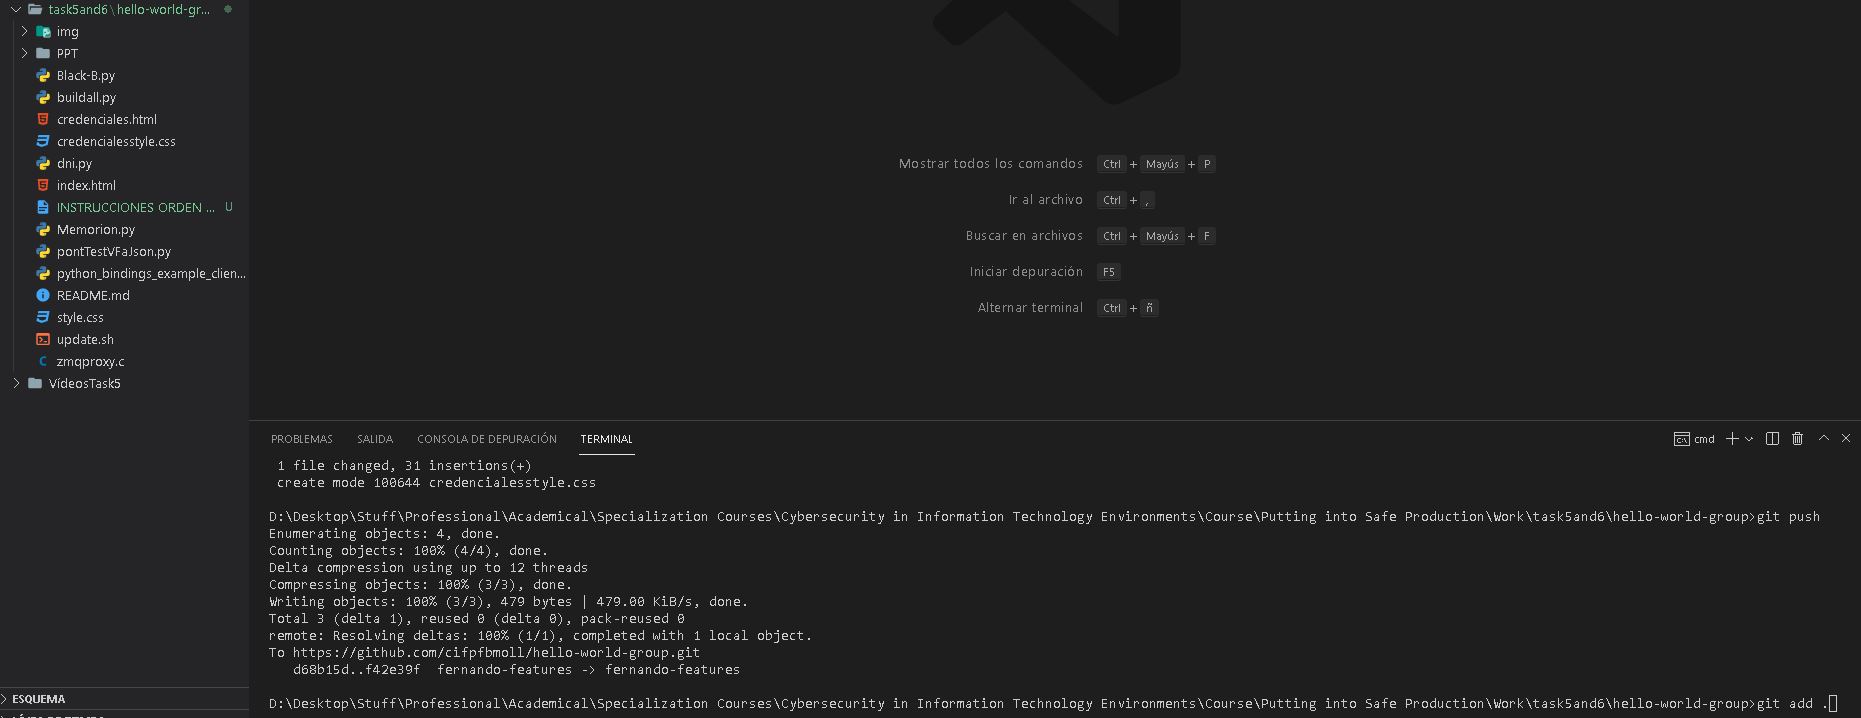 task5and6\hello-world-gr...
img
PPT
Black-B.py
buildall.py
credenciales.html
credencialesstyle.css
dni.py
index.html
INSTRUCCIONES ORDEN ... U
Memorion.py
pontTestVFaJson.py
python_bindings_example_clien...
README.md
style.css
update.sh
C zmqproxy.c
VídeosTask5
ESQUEMA
Mostrar todos los comandos Ctrl + Mayús + P
Ir al archivo Ctrl + ,
Buscar en archivos Ctrl + Mayús + F
Iniciar depuración F5
Alternar terminal Ctrl + ñ
PROBLEMAS SALIDA CONSOLA DE DEPURACIÓN TERMINAL cmd
1 file changed, 31 insertions(+)
create mode 100644 credencialesstyle.css
D:\Desktop\Stuff\Professional\Academical\Specialization Courses\Cybersecurity in Information Technology Environments\Course\Putting into Safe Production\Work\task5and6\hello-world-group>git push
Enumerating objects: 4, done.
Counting objects: 100% (4/4), done.
Delta compression using up to 12 threads
Compressing objects: 100% (3/3), done.
Writing objects: 100% (3/3), 479 bytes | 479.00 KiB/s, done.
Total 3 (delta 1), reused 0 (delta 0), pack-reused 0
remote: Resolving deltas: 100% (1/1), completed with 1 local object.
To https://github.com/cifpfbmoll/hello-world-group.git
d68b15d..f42e39f fernando-features -> fernando-features
D:\Desktop\Stuff\Professional\Academical\Specialization Courses\Cybersecurity in Information Technology Environments\Course\Putting into Safe Production\Work\task5and6\hello-world-group>git add .